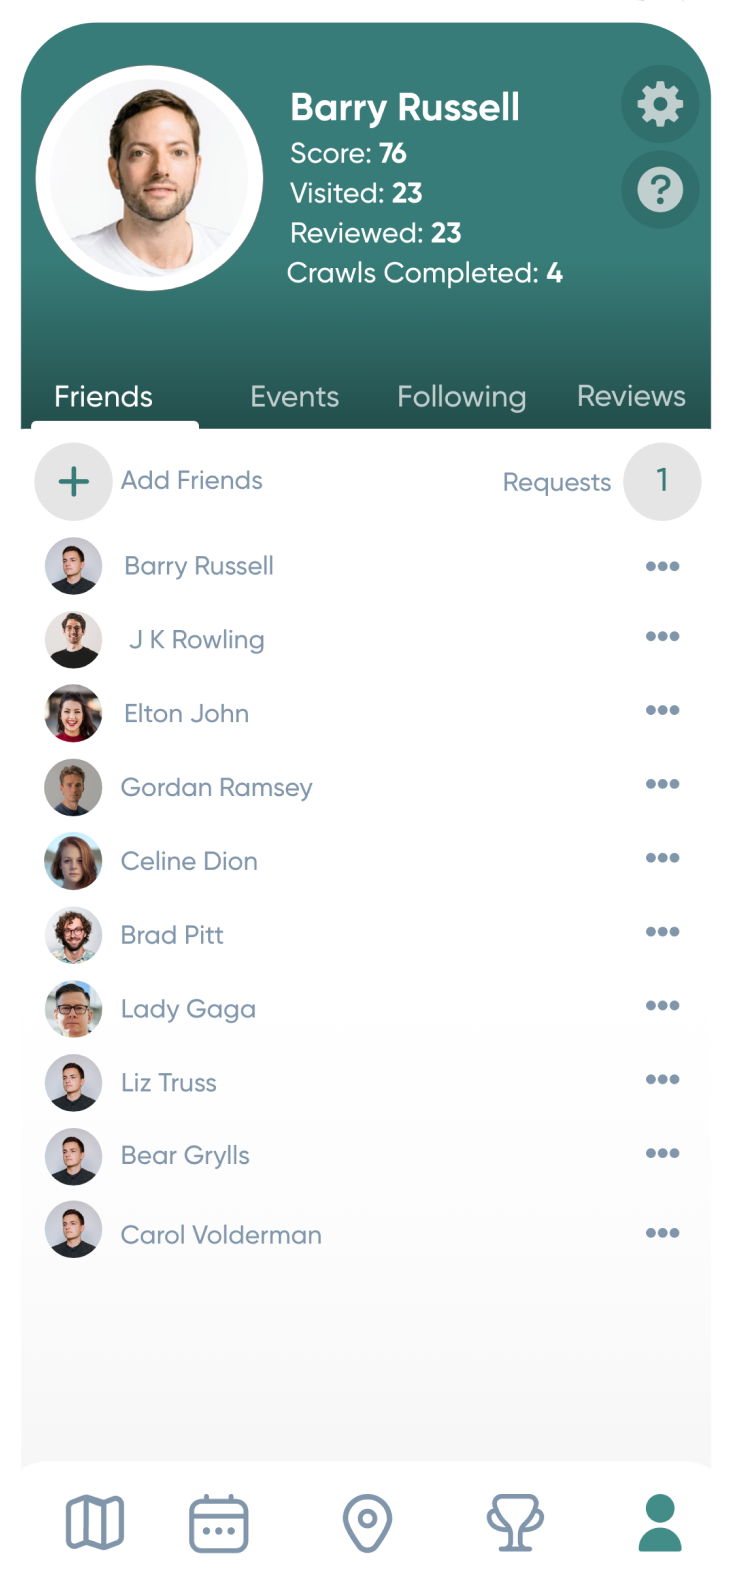 Barry Russell
Score: 76
Visited: 23
Reviewed: 23
Crawls Completed: 4
Friends Events Following Reviews
Add Friends Requests 1
Barry Russell
J K Rowling
Elton John
Gordan Ramsey
Celine Dion
Brad Pitt
Lady Gaga
Liz Truss
Bear Grylls
Carol Volderman